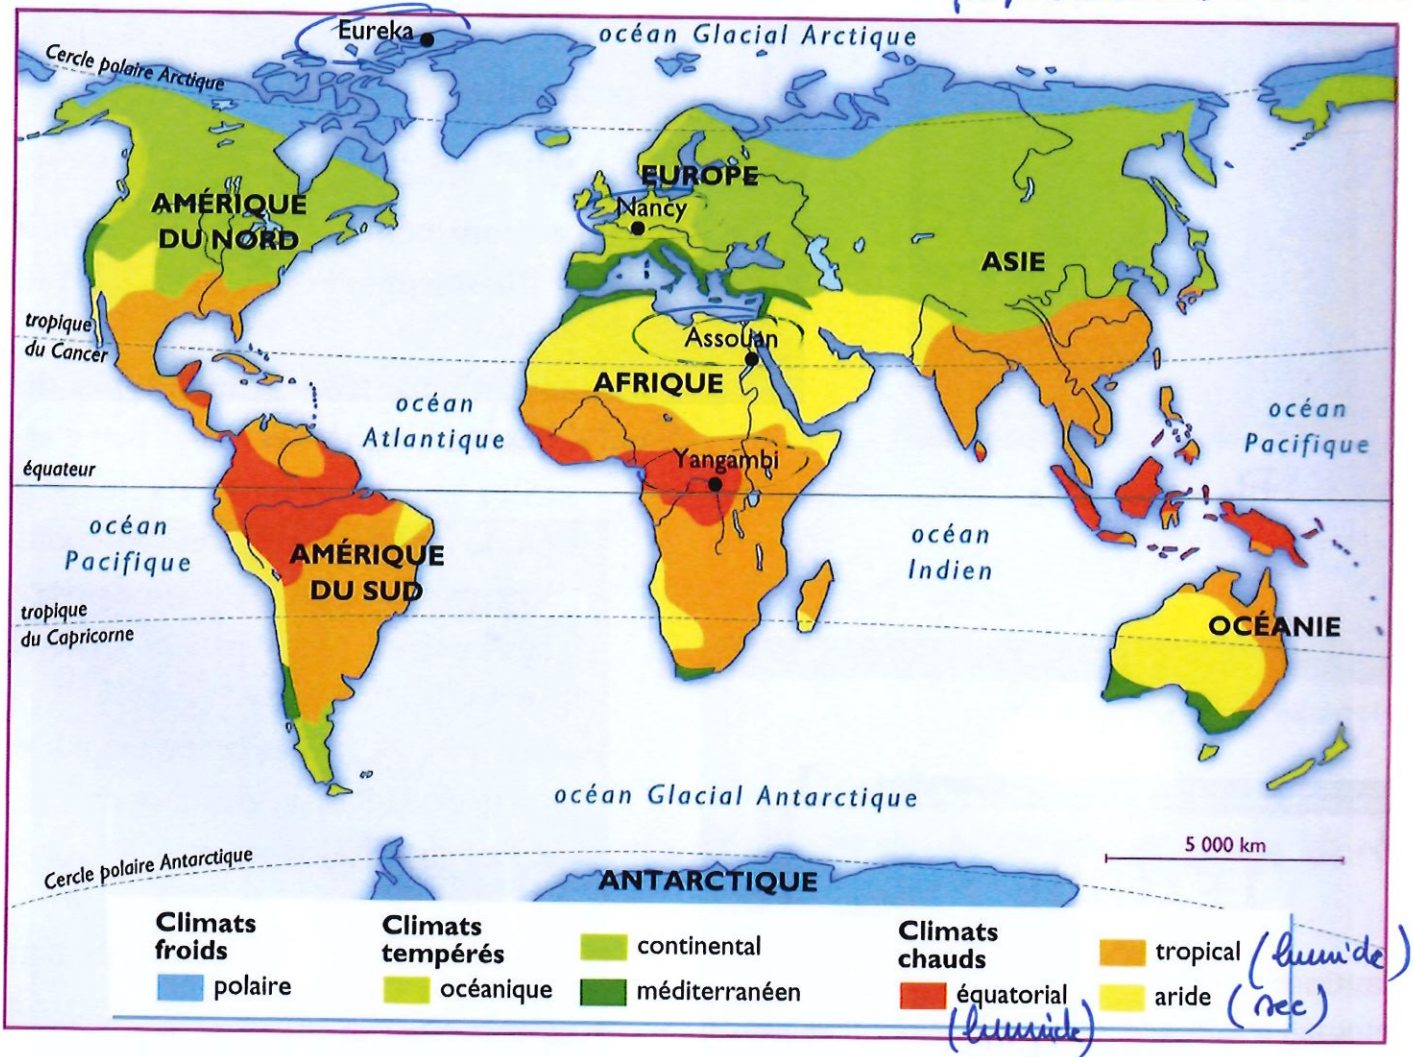 Eureka
océan Glacial Arctique
Cercle polaire Arctique
EUROPE
AMÉRIQUE
DU NORD
Nancy
ASIE
tropique
du Cancer
Assouan
AFRIQUE
océan
Atlantique
océan
Pacifique
Yangambi
équateur
océan
Pacifique
océan
Indien
AMÉRIQUE
DU SUD
tropique
du Capricorne
OCÉANIE
océan Glacial Antarctique
5 000 km
Cercle polaire Antarctique
ANTARCTIQUE
Climats
froids
polaire
Climats
tempérés
océanique
continental
méditerranéen
Climats
chauds
équatorial
(humide)
tropical (humide)
aride (sec)